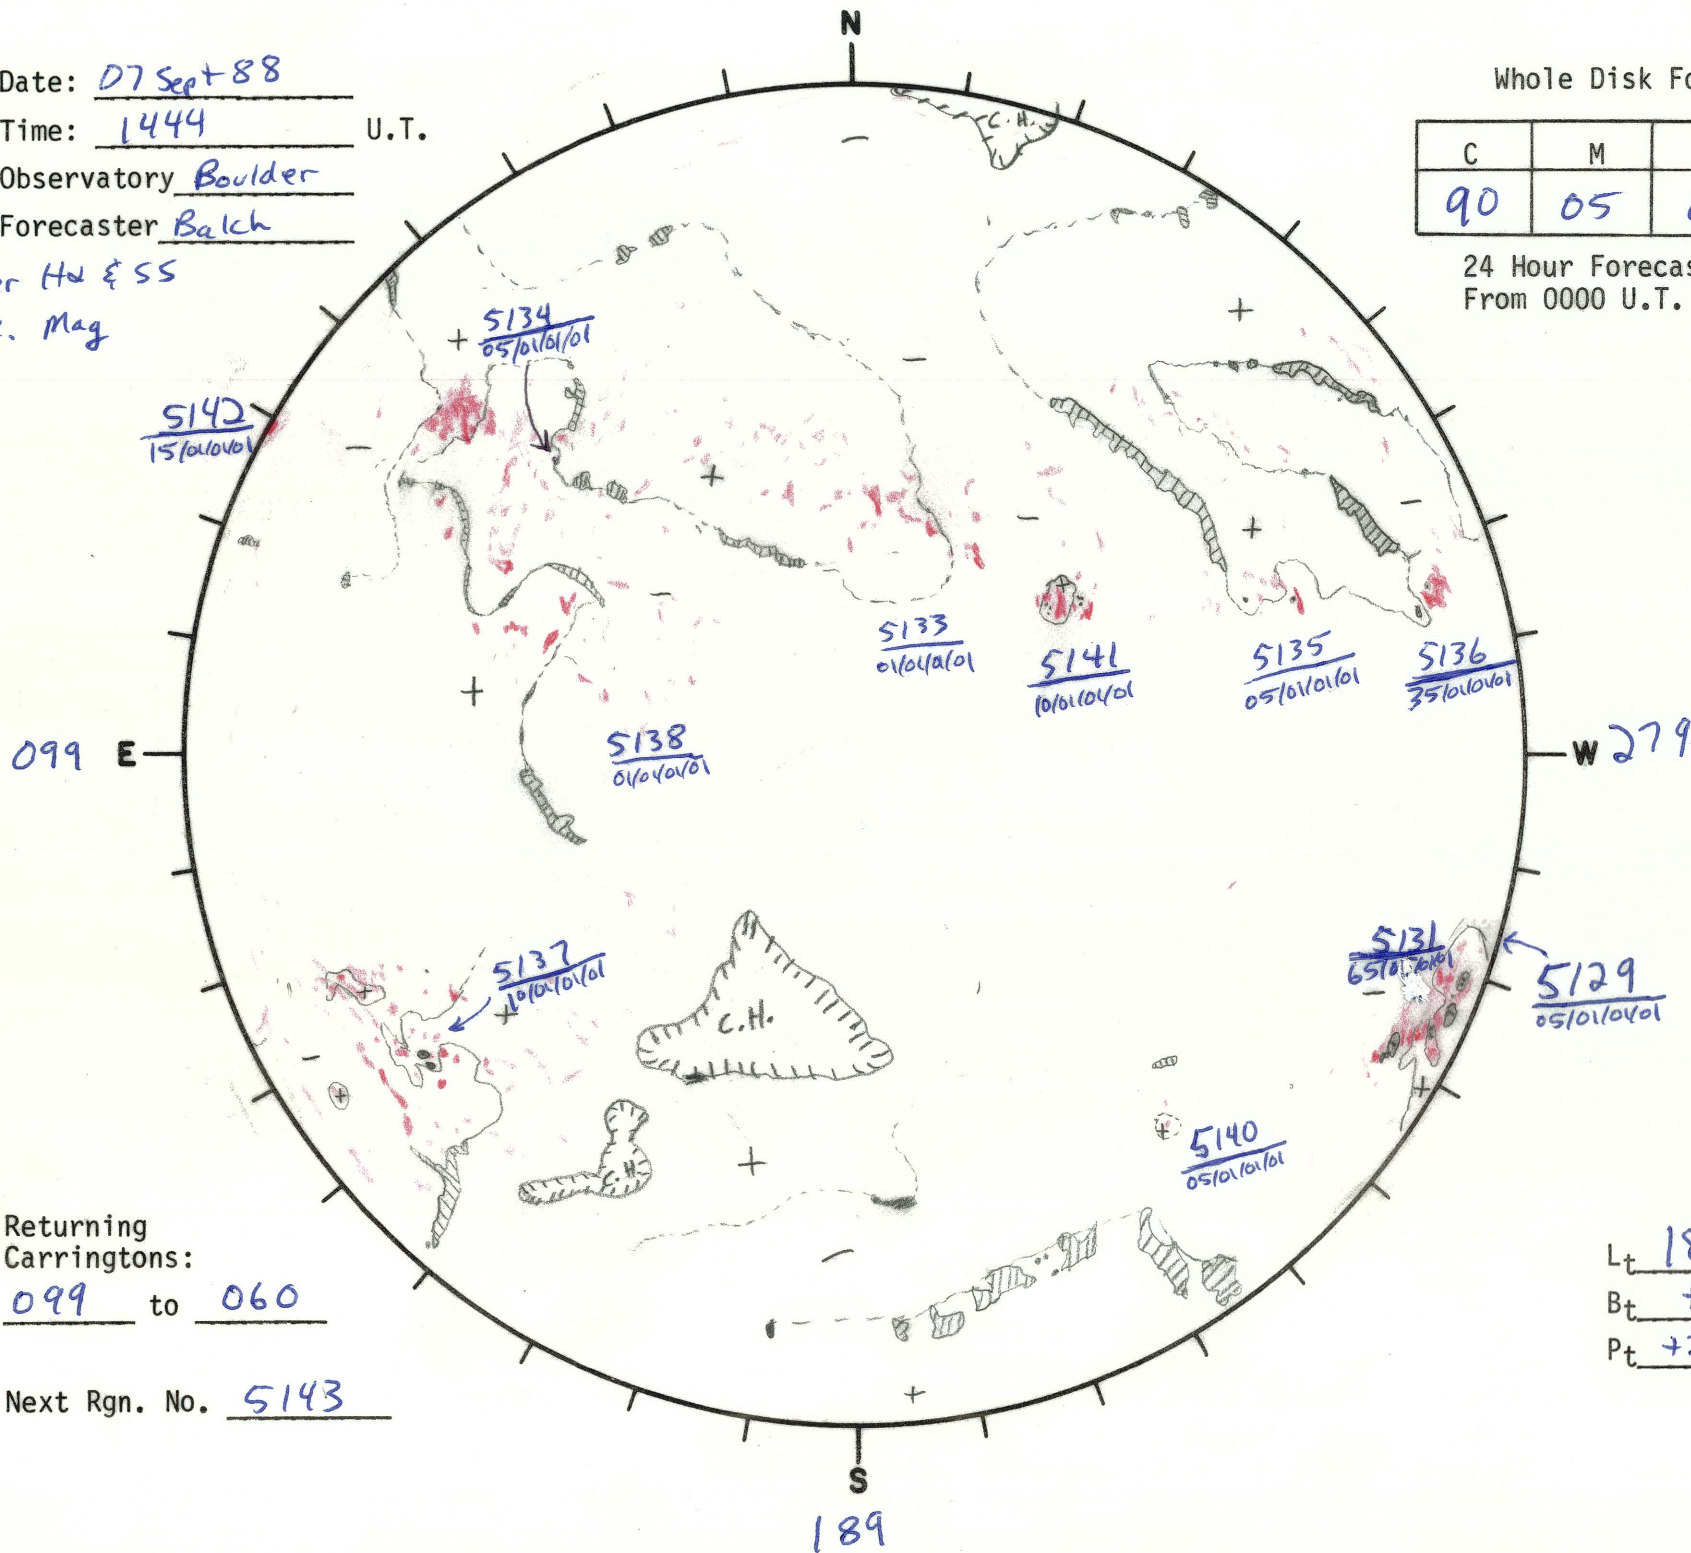 N
Date: 07 Sept 88
Time: 1444 U.T.
Observatory Boulder
Forecaster Balch
r Hα & SS
. Mag
Whole Disk Fo
C M
90 05
24 Hour Forecas
From 0000 U.T.
C.H.
5134
05/01/01/01
5142
15/01/01/01
5133
01/01/01/01
5141
10/01/01/01
5135
05/01/01/01
5136
35/01/01/01
099 E
W 279
5138
01/01/01/01
5131
5129
05/01/01/01
5137
10/01/01/01
C.H.
C.H.
5140
05/01/01/01
Returning
Carringtons:
099 to 060
Next Rgn. No. 5143
Lt 18
Bt
Pt +
S
189